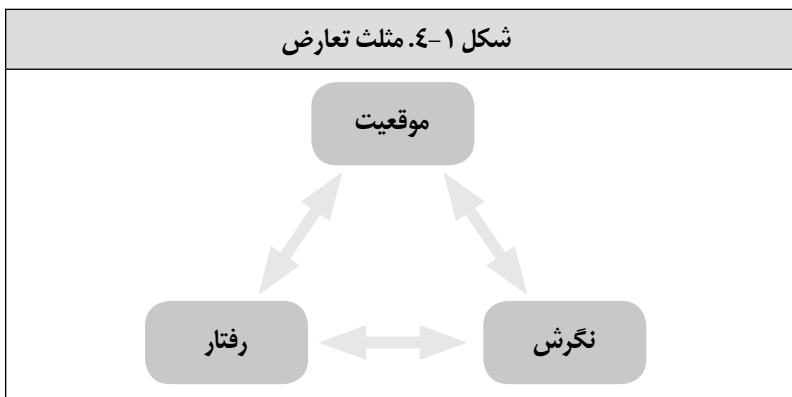 شکل ۱-٤. مثلث تعارض
موقعیت
نگرش
رفتار